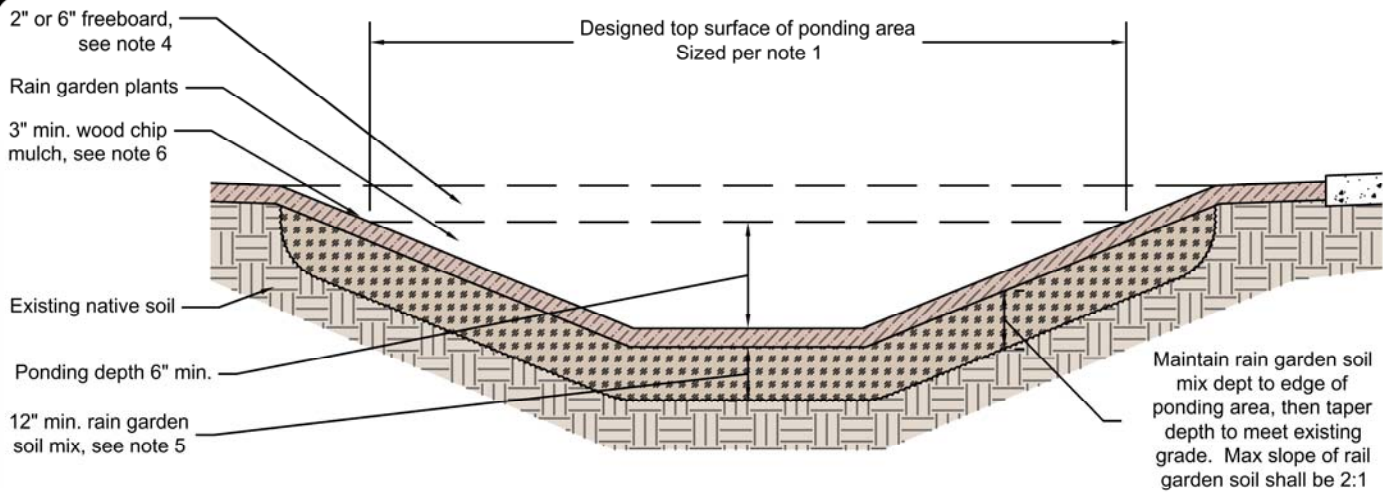 2" or 6" freeboard,
see note 4
Designed top surface of ponding area
Sized per note 1
Rain garden plants
3" min. wood chip
mulch, see note 6
Existing native soil
Ponding depth 6" min.
12" min. rain garden
soil mix, see note 5
Maintain rain garden soil
mix dept to edge of
ponding area, then taper
depth to meet existing
grade. Max slope of rail
garden soil shall be 2:1